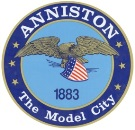 ANNISTON
1883
The Model City